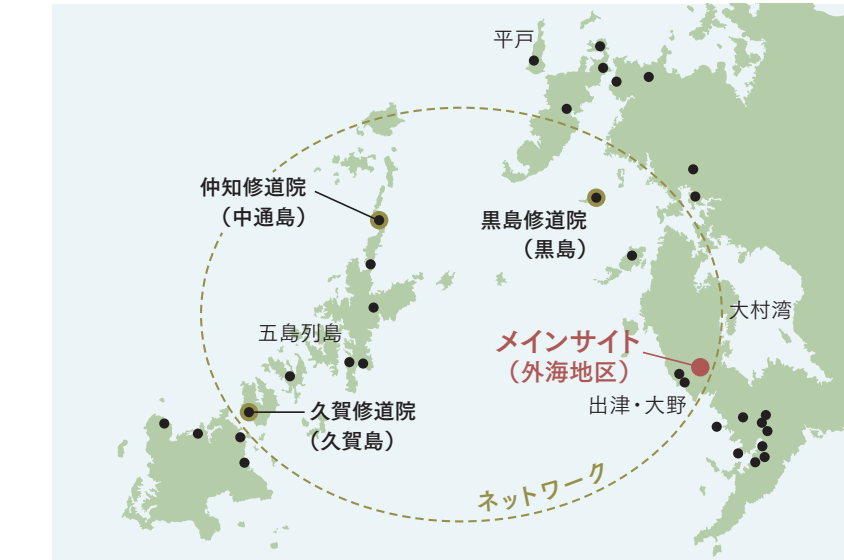 平戸
仲知修道院
（中通島）
黒島修道院
（黒島）
大村湾
五島列島
メインサイト
（外海地区）
出津・大野
久賀修道院
（久賀島）
ネットワーク